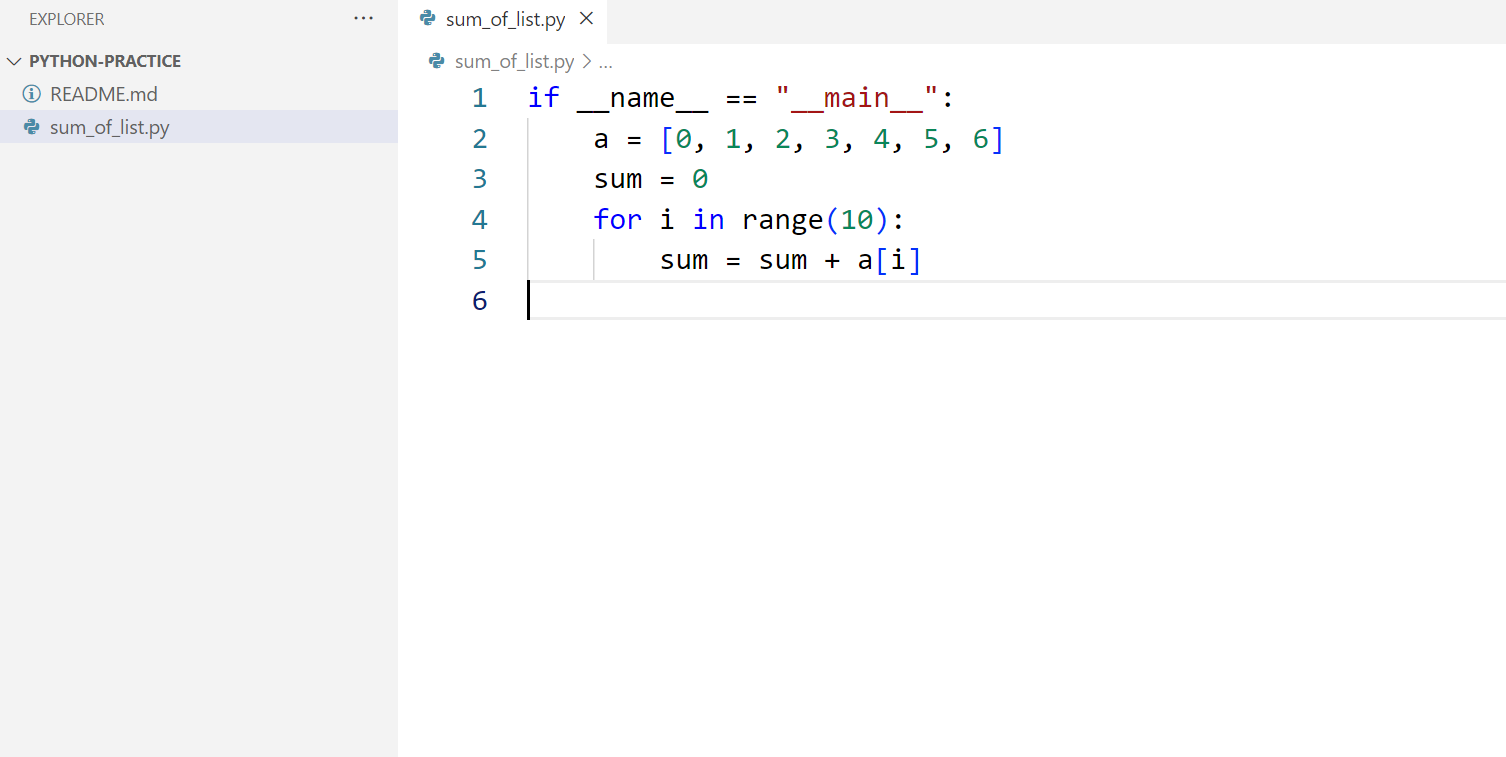 EXPLORER ...
PYTHON-PRACTICE
README.md
sum_of_list.py
sum_of_list.py
sum_of_list.py > ...
1 if __name__ == "__main__":
2     a = [0, 1, 2, 3, 4, 5, 6]
3     sum = 0
4     for i in range(10):
5         sum = sum + a[i]
6